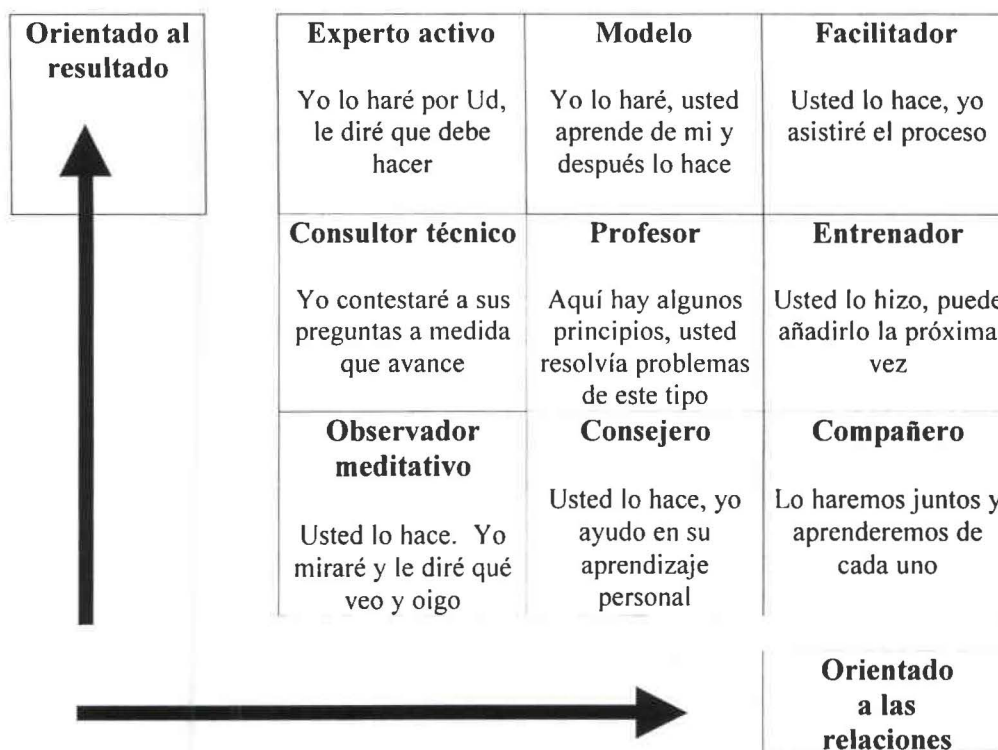 Orientado al
resultado
Experto activo
Yo lo haré por Ud,
le diré que debe
hacer
Modelo
Yo lo haré, usted
aprende de mi y
después lo hace
Facilitador
Usted lo hace, yo
asistiré el proceso
Consultor técnico
Yo contestaré a sus
preguntas a medida
que avance
Profesor
Aquí hay algunos
principios, usted
resolvía problemas
de este tipo
Entrenador
Usted lo hizo, puede
añadirlo la próxima
vez
Observador
meditativo
Usted lo hace. Yo
miraré y le diré qué
veo y oigo
Consejero
Usted lo hace, yo
ayudo en su
aprendizaje
personal
Compañero
Lo haremos juntos y
aprenderemos de
cada uno
Orientado
a las
relaciones